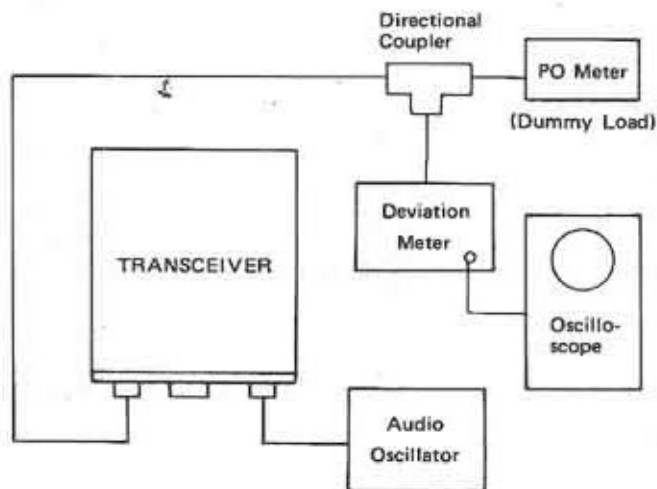 Directional
Coupler
PO Meter
(Dummy Load)
Deviation
Meter
TRANSCEIVER
Oscillo-
scope
Audio
Oscillator